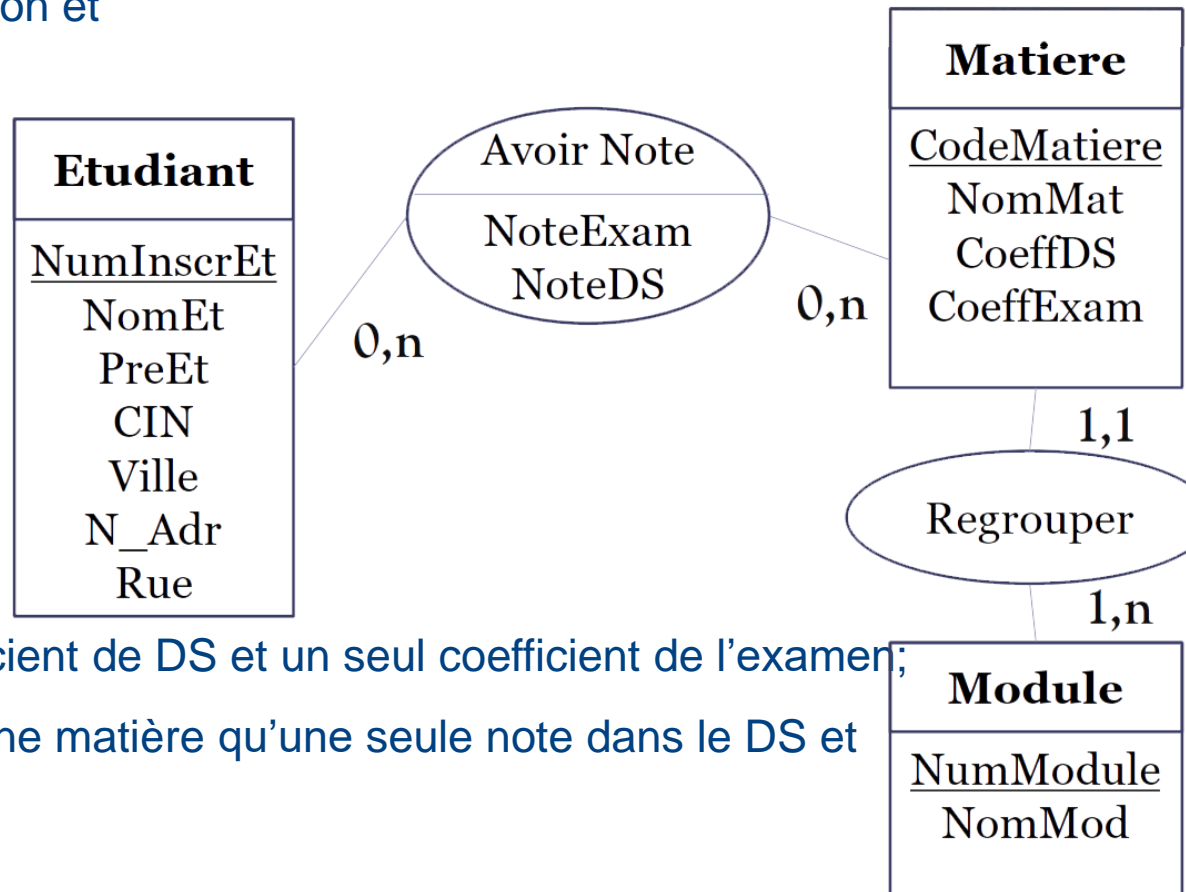 on et
Etudiant
NumInscrEt
NomEt
PreEt
CIN
Ville
N_Adr
Rue
Avoir Note
NoteExam
NoteDS
0,n
0,n
Matiere
CodeMatiere
NomMat
CoeffDS
CoeffExam
1,1
Regrouper
1,n
cient de DS et un seul coefficient de l’examen;
ne matière qu’une seule note dans le DS et
Module
NumModule
NomMod